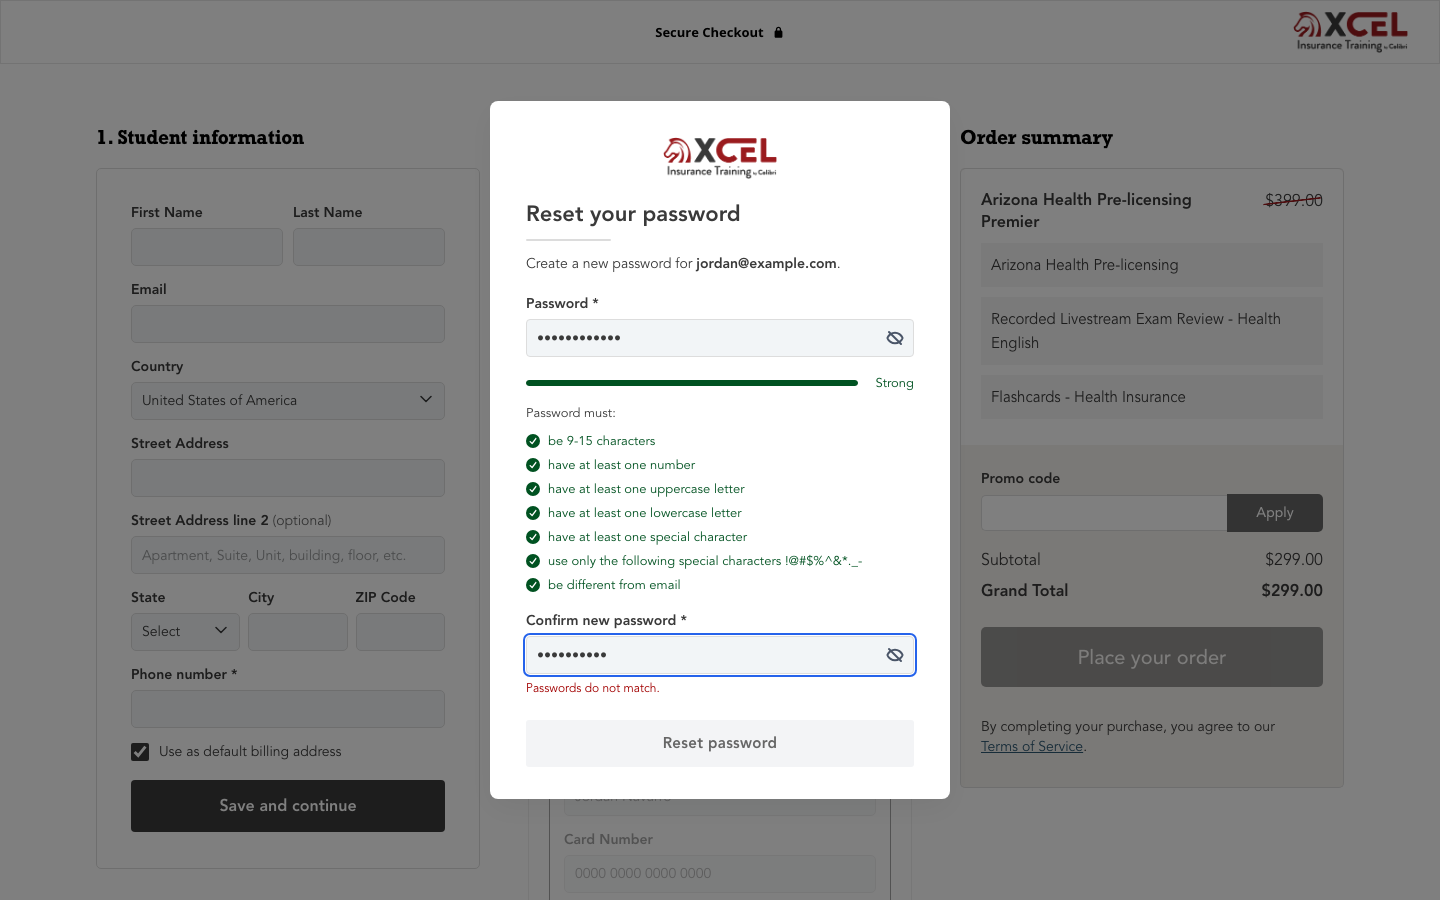 Secure Checkout
XCEL
Insurance Training by Colibri
1. Student information
First Name
Last Name
Email
Country
United States of America
Street Address
Street Address line 2 (optional)
Apartment, Suite, Unit, building, floor, etc.
State
City
ZIP Code
Select
Phone number *
Use as default billing address
Save and continue
XCEL
Insurance Training by Colibri
Reset your password
Create a new password for jordan@example.com.
Password *
••••••••••••
Strong
Password must:
be 9-15 characters
have at least one number
have at least one uppercase letter
have at least one lowercase letter
have at least one special character
use only the following special characters !@#$%^&*._-
be different from email
Confirm new password *
••••••••••
Passwords do not match.
Reset password
Card Number
0000 0000 0000 0000
Order summary
Arizona Health Pre-licensing
Premier
$399.00
Arizona Health Pre-licensing
Recorded Livestream Exam Review - Health
English
Flashcards - Health Insurance
Promo code
Apply
Subtotal
$299.00
Grand Total
$299.00
Place your order
By completing your purchase, you agree to our
Terms of Service.